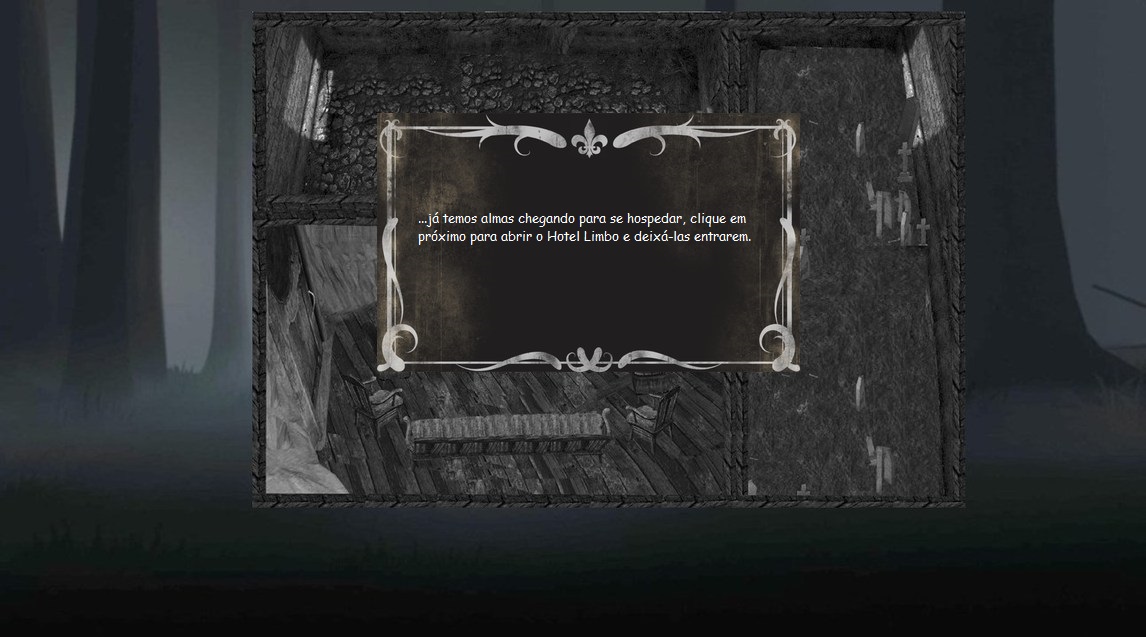 ...já temos almas chegando para se hospedar, clique em
próximo para abrir o Hotel Limbo e deixá-las entrarem.